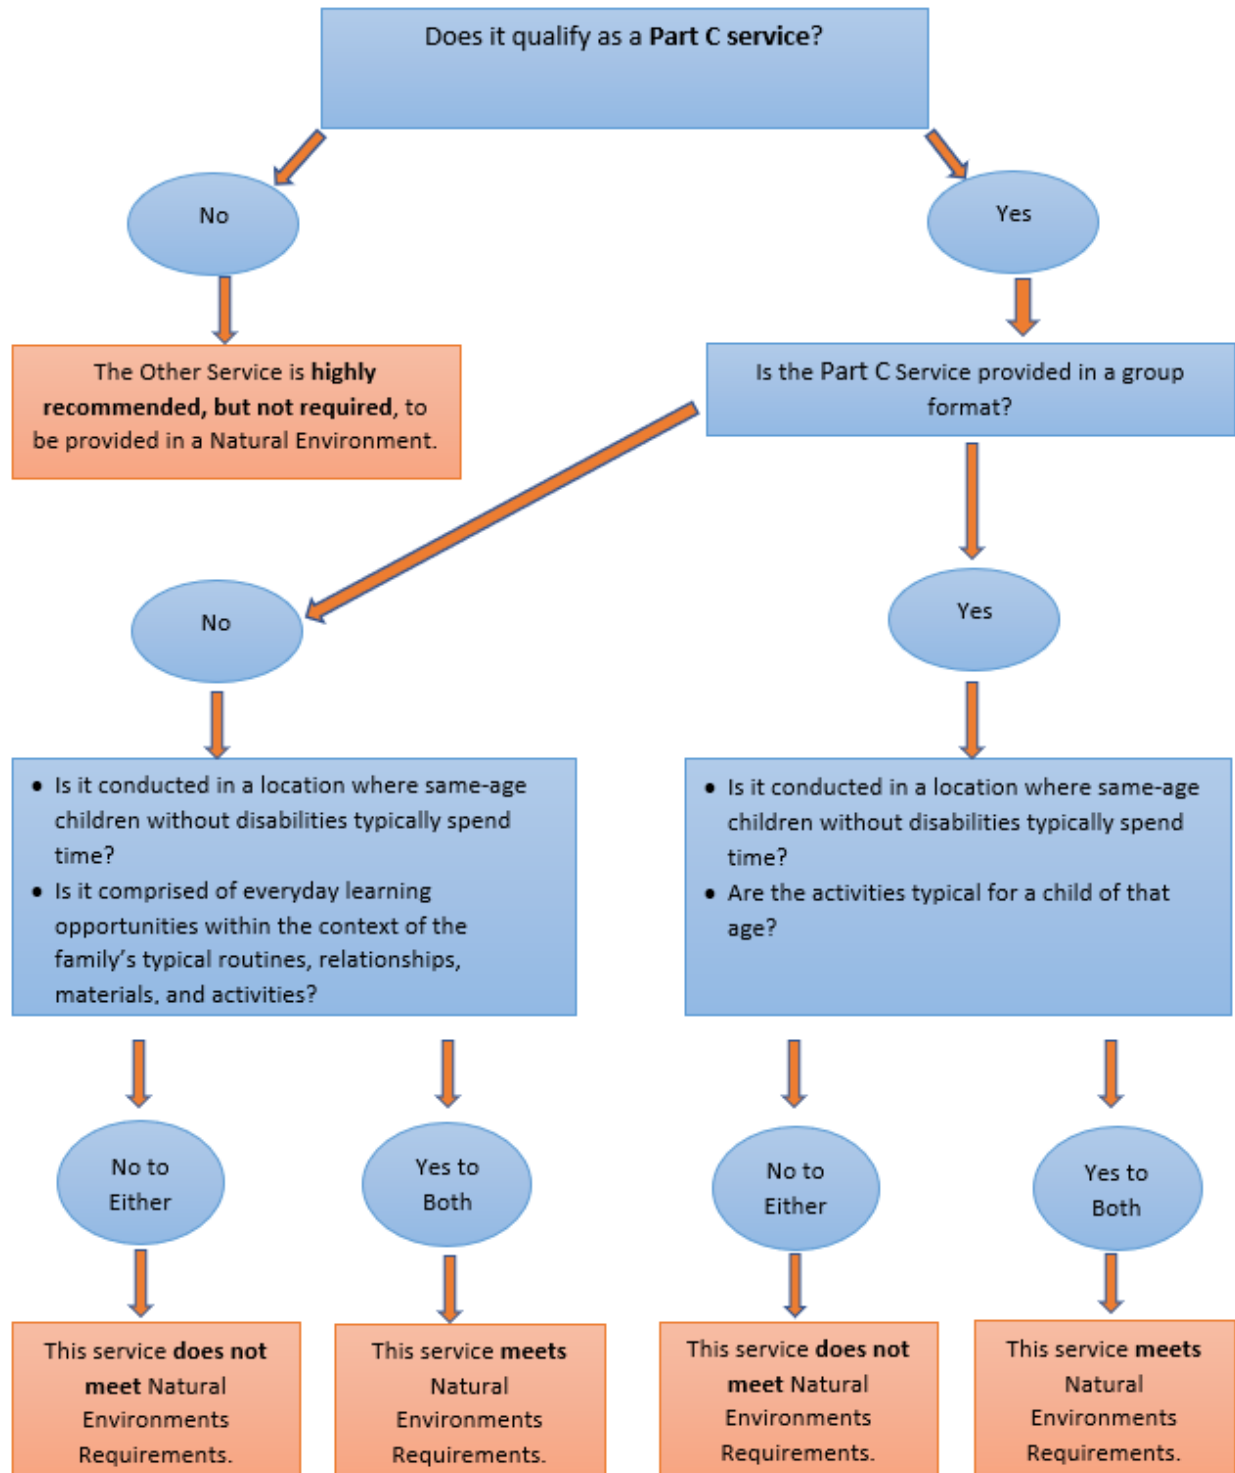 Does it qualify as a Part C service?
No
Yes
The Other Service is highly
recommended, but not required, to
be provided in a Natural Environment.
Is the Part C Service provided in a group
format?
No
Yes
• Is it conducted in a location where same-age
children without disabilities typically spend
time?
• Is it comprised of everyday learning
opportunities within the context of the
family's typical routines, relationships,
materials, and activities?
• Is it conducted in a location where same-age
children without disabilities typically spend
time?
• Are the activities typical for a child of that
age?
No to
Either
Yes to
Both
No to
Either
Yes to
Both
This service does not
meet Natural
Environments
Requirements.
This service meets
Natural
Environments
Requirements.
This service does not
meet Natural
Environments
Requirements.
This service meets
Natural
Environments
Requirements.